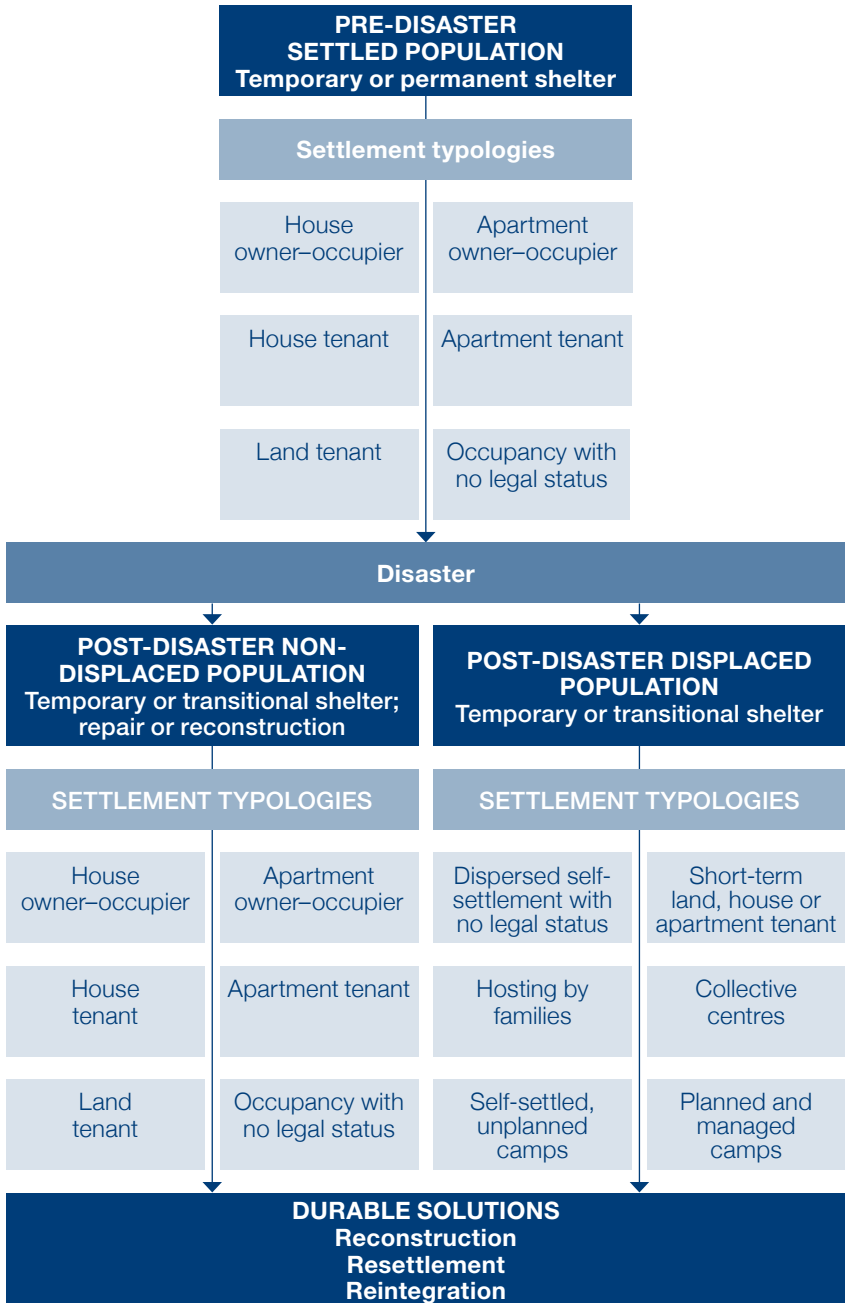 PRE-DISASTER
SETTLED POPULATION
Temporary or permanent shelter
Settlement typologies
House
owner–occupier
Apartment
owner–occupier
House tenant
Apartment tenant
Land tenant
Occupancy with
no legal status
Disaster
POST-DISASTER NON-
DISPLACED POPULATION
Temporary or transitional shelter;
repair or reconstruction
POST-DISASTER DISPLACED
POPULATION
Temporary or transitional shelter
SETTLEMENT TYPOLOGIES
SETTLEMENT TYPOLOGIES
House
owner–occupier
Apartment
owner–occupier
Dispersed self-
settlement with
no legal status
Short-term
land, house or
apartment tenant
House
tenant
Apartment tenant
Hosting by
families
Collective
centres
Land
tenant
Occupancy with
no legal status
Self-settled,
unplanned
camps
Planned and
managed
camps
DURABLE SOLUTIONS
Reconstruction
Resettlement
Reintegration